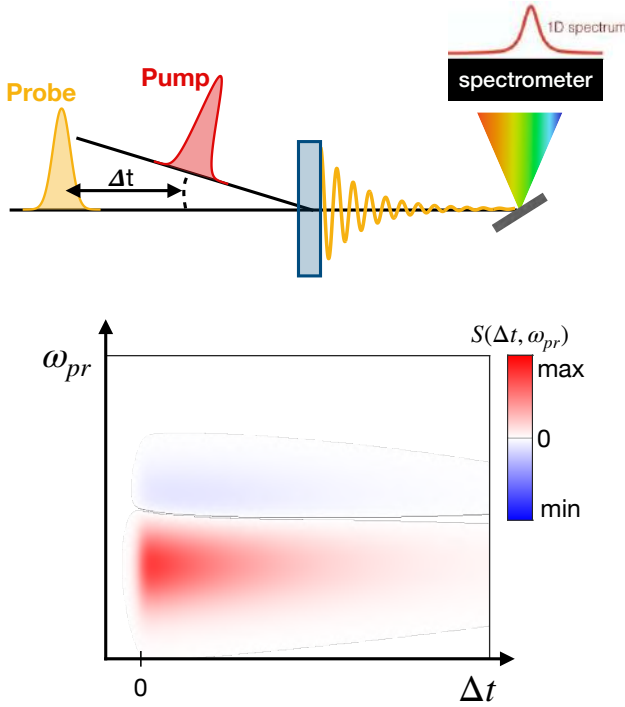 1D spectrum
spectrometer
Pump
Probe
Δt
S(Δt, ω_pr)
ω_pr
max
0
min
0
Δt